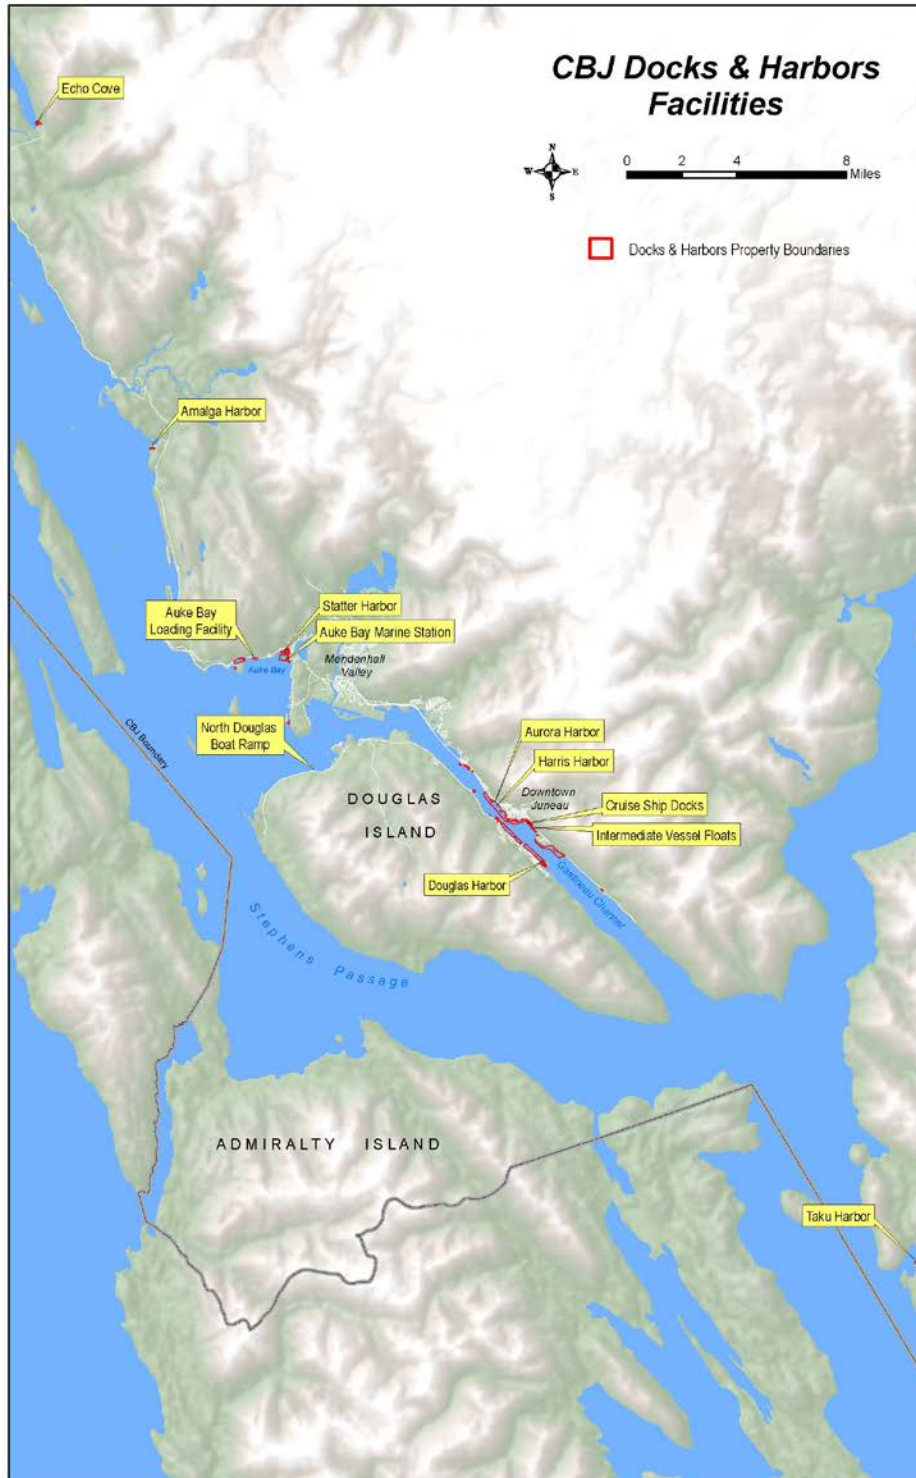 CBJ Docks & Harbors
Facilities
N
W
E
S
0
2
4
8
Miles
Docks & Harbors Property Boundaries
Echo Cove
Amalga Harbor
Auke Bay
Loading Facility
Statter Harbor
Auke Bay Marine Station
Auke Bay
Mendenhall
Valley
North Douglas
Boat Ramp
CBJ Boundary
Aurora Harbor
Harris Harbor
Downtown
Juneau
Cruise Ship Docks
Intermediate Vessel Floats
DOUGLAS
ISLAND
Douglas Harbor
Gastineau Channel
Stephens Passage
ADMIRALTY ISLAND
Taku Harbor